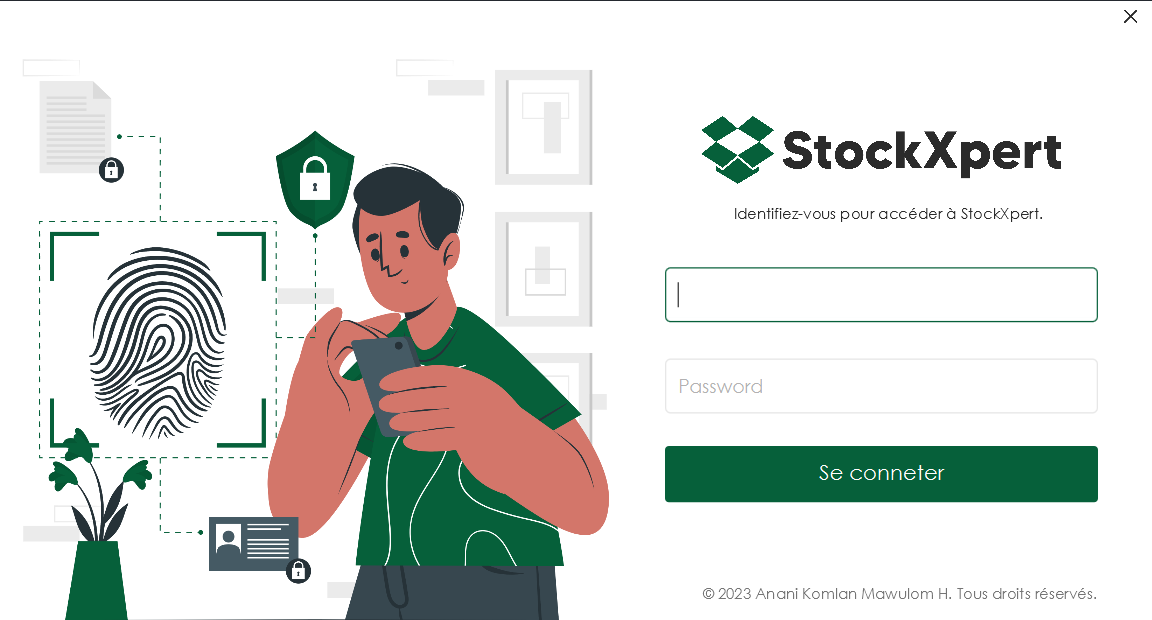 StockXpert
Identifiez-vous pour accéder à StockXpert.
Password
Se conneter
© 2023 Anani Komlan Mawulom H. Tous droits réservés.